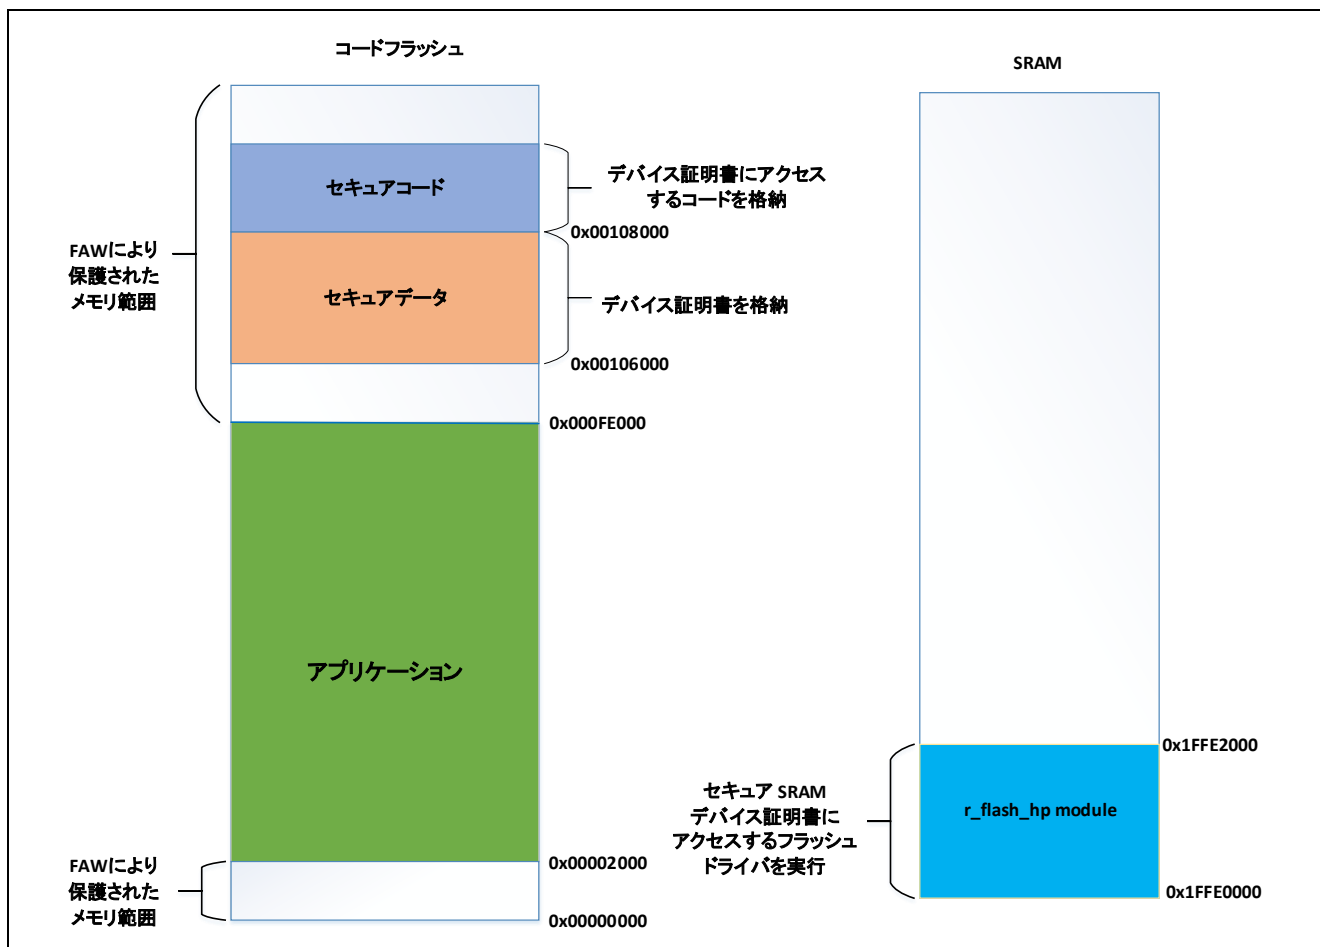 コードフラッシュ
SRAM
セキュアコード
デバイス証明書にアクセス
するコードを格納
0x00108000
FAWにより
保護された
メモリ範囲
セキュアデータ
デバイス証明書を格納
0x00106000
0x000FE000
アプリケーション
0x1FFE2000
セキュア SRAM
デバイス証明書に
アクセスするフラッシュ
ドライバを実行
r_flash_hp module
0x00002000
FAWにより
保護された
メモリ範囲
0x1FFE0000
0x00000000